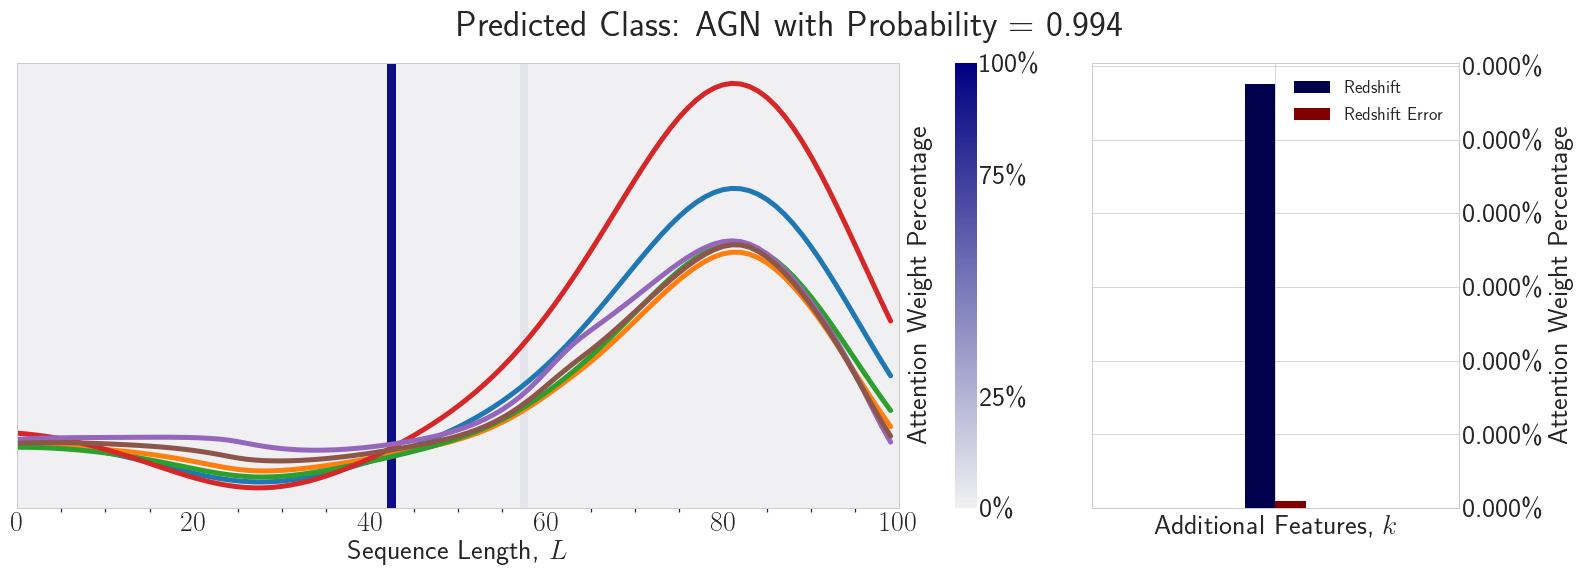 Predicted Class: AGN with Probability = 0.994
0
20
40
60
80
100
Sequence Length, L
100%
75%
25%
0%
Attention Weight Percentage
Redshift
Redshift Error
0.000%
0.000%
0.000%
0.000%
0.000%
0.000%
0.000%
Attention Weight Percentage
Additional Features, k